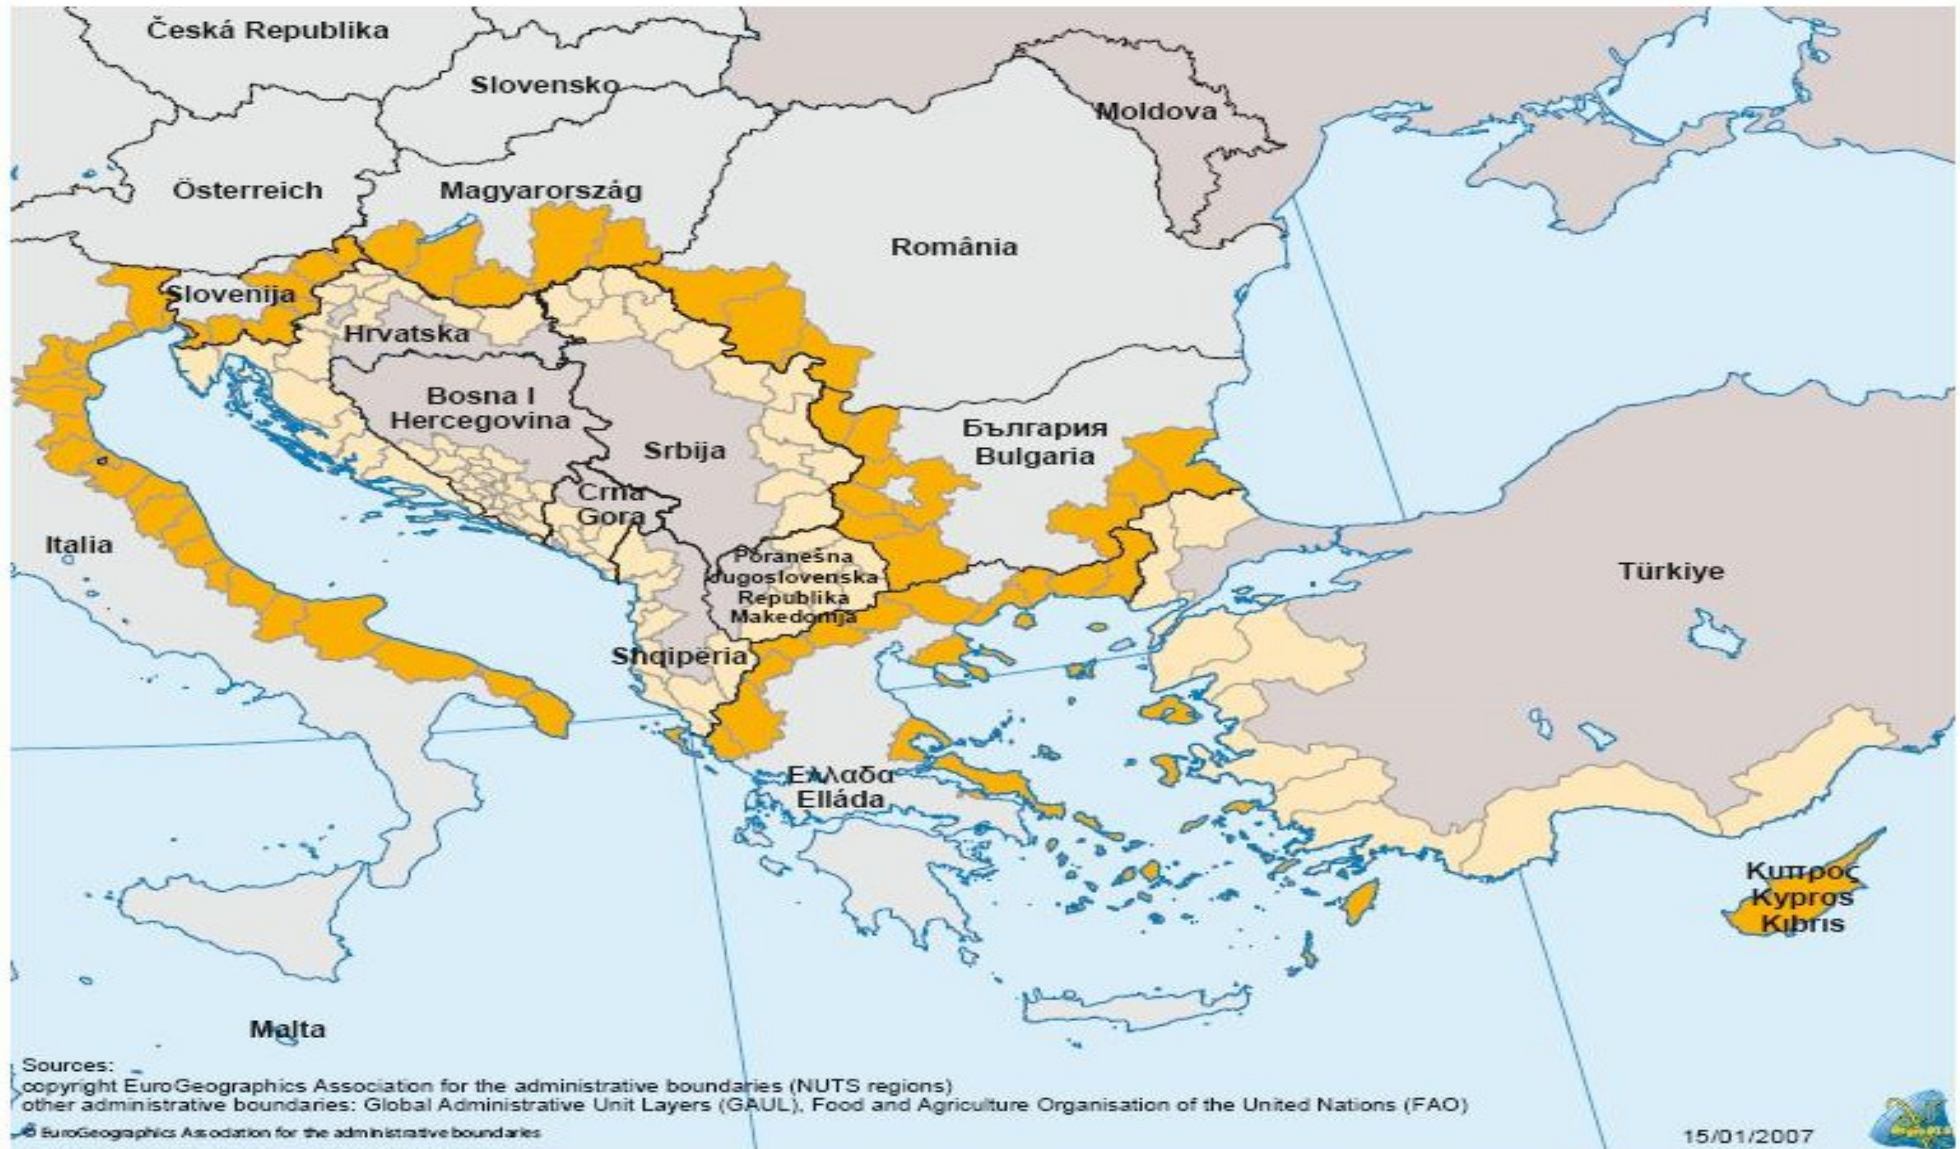 Česká Republika
Slovensko
Moldova
Österreich
Magyarország
România
Slovenija
Hrvatska
Bosna I
Hercegovina
Srbija
България
Bulgaria
Crna
Gora
Italia
Poranešna
Jugoslovenska
Republika
Makedomja
Türkiye
Shqipëria
Ελλαδα
Elláda
Κυπρος
Kypros
Kıbrıs
Malta
Sources:
copyright EuroGeographics Association for the administrative boundaries (NUTS regions)
other administrative boundaries: Global Administrative Unit Layers (GAUL), Food and Agriculture Organisation of the United Nations (FAO)
© EuroGeographics Association for the administrative boundaries
15/01/2007